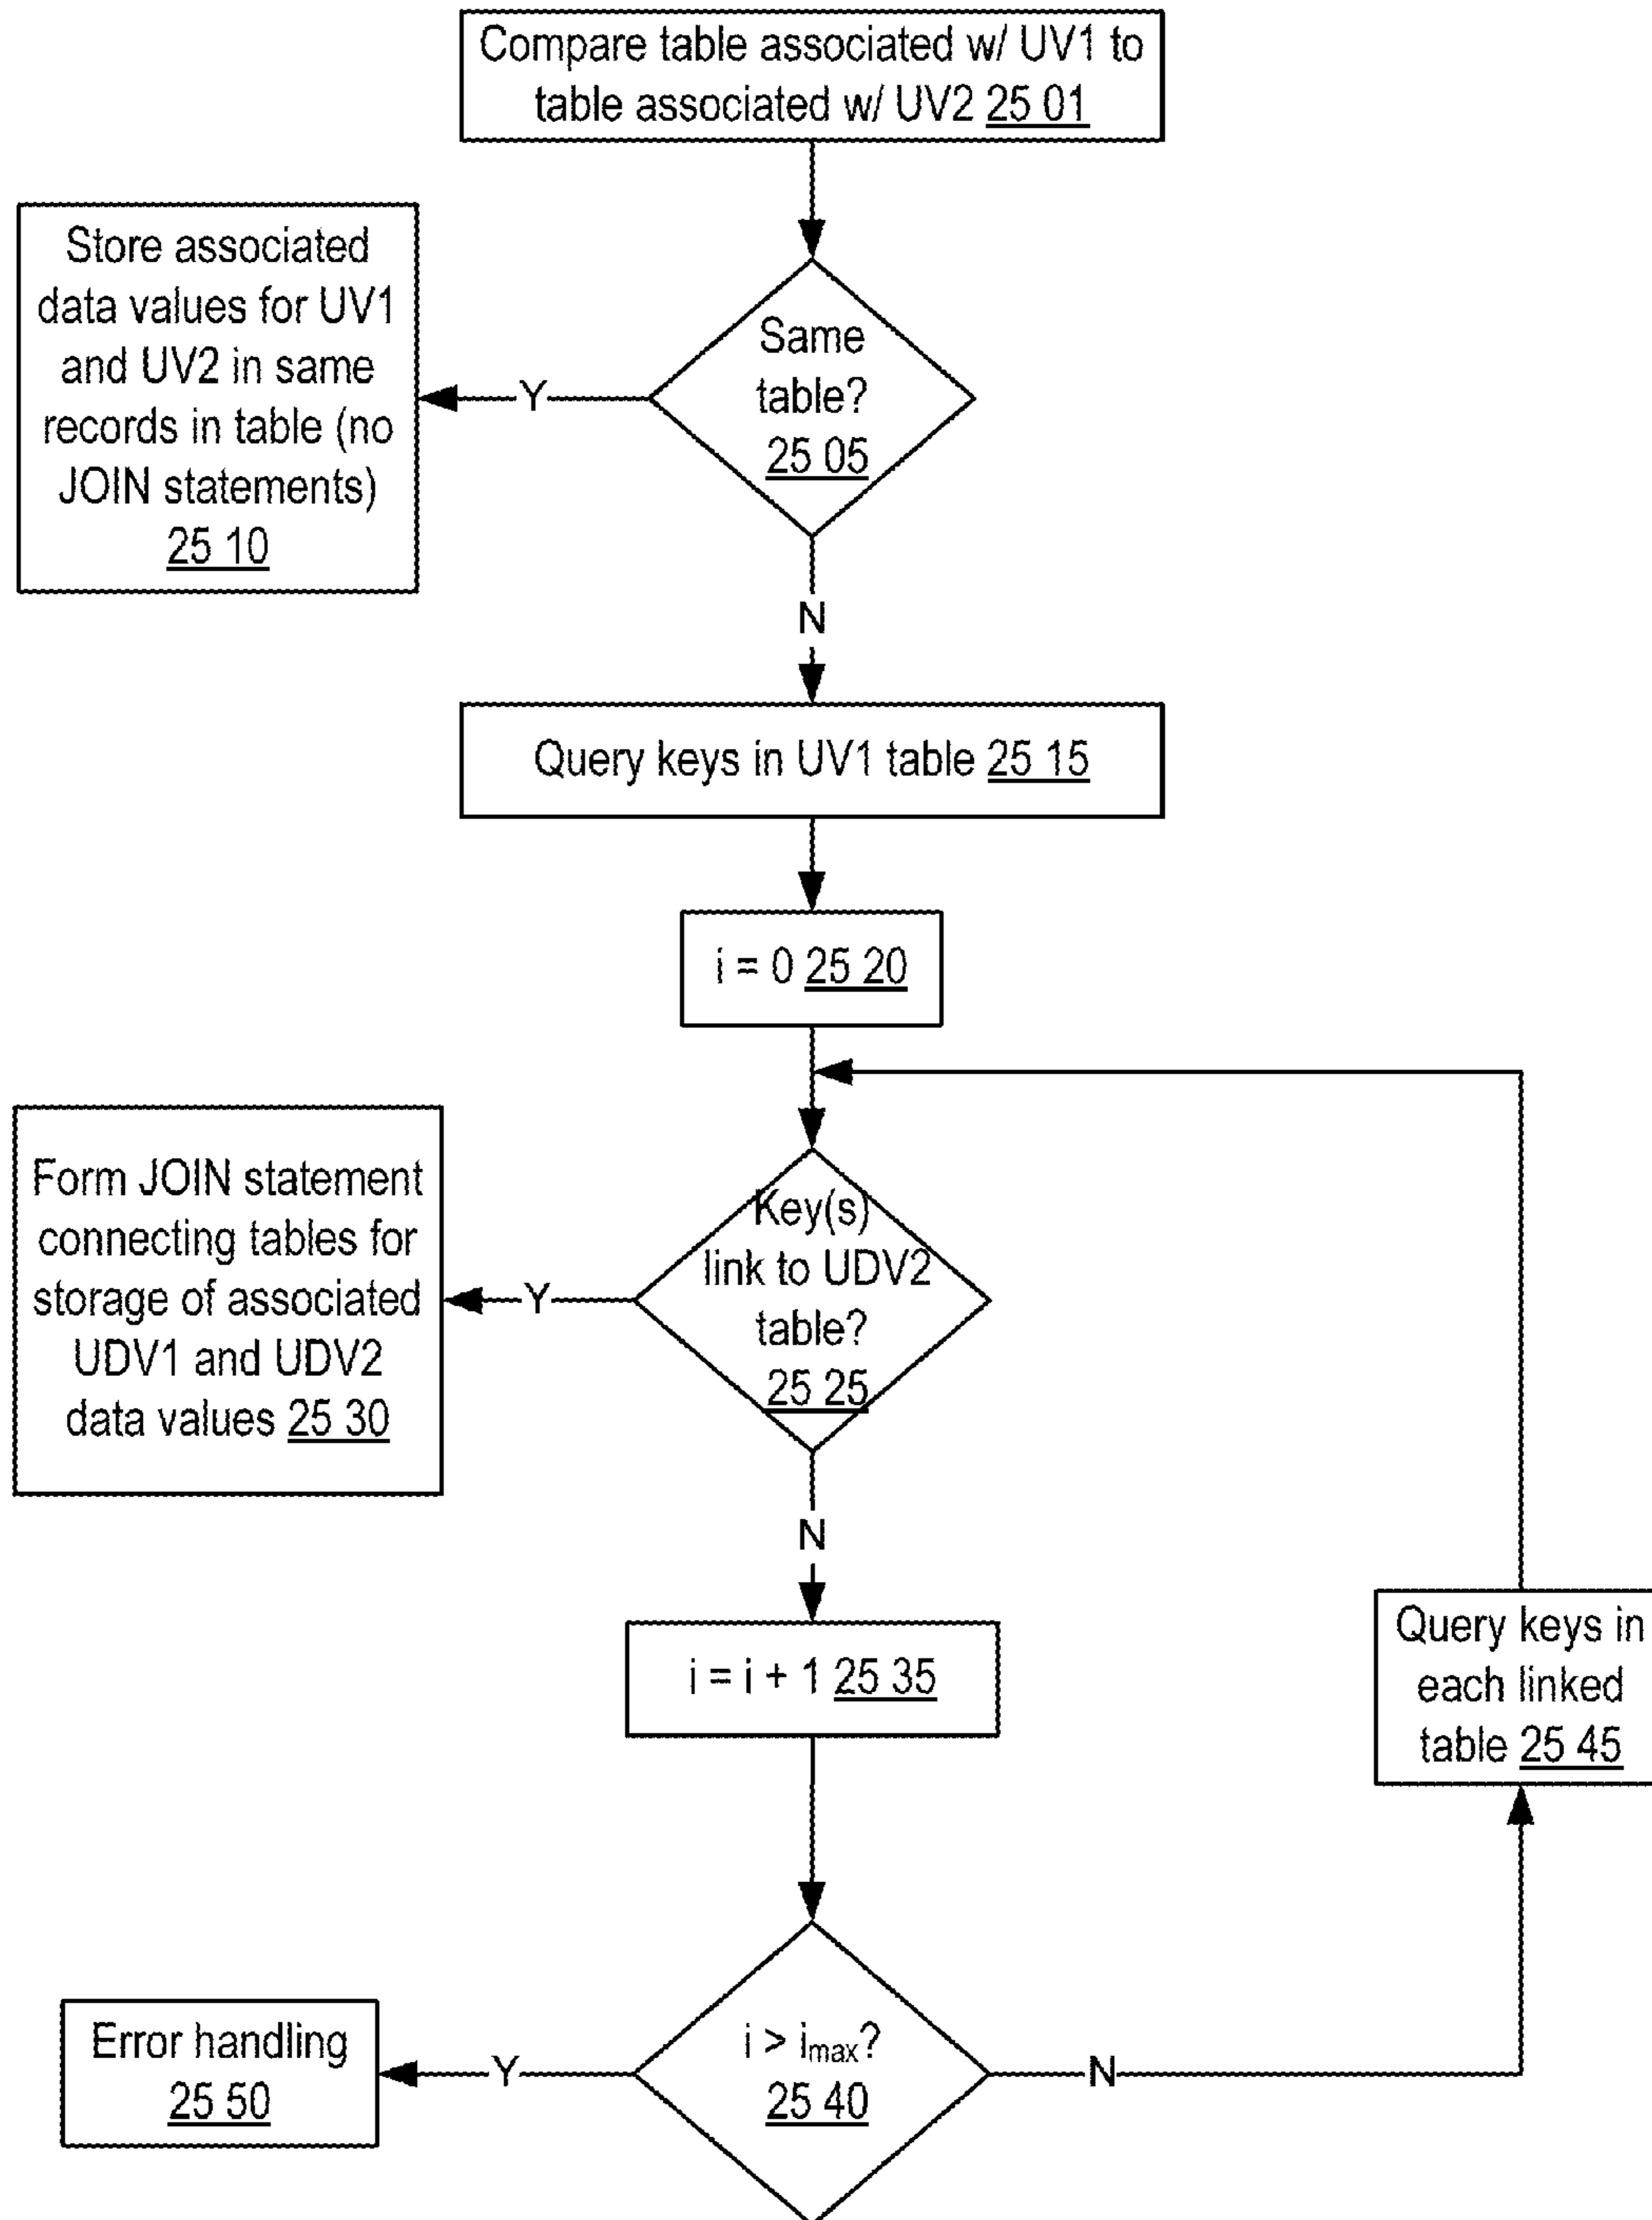 Compare table associated w/ UV1 to
table associated w/ UV2 25 01
Store associated
data values for UV1
and UV2 in same
records in table (no
JOIN statements)
25 10
Same
table?
25 05
Y
N
Query keys in UV1 table 25 15
i = 0 25 20
Form JOIN statement
connecting tables for
storage of associated
UDV1 and UDV2
data values 25 30
Key(s)
link to UDV2
table?
25 25
Y
N
i = i + 1 25 35
Query keys in
each linked
table 25 45
Error handling
25 50
Y
i > imax?
25 40
N